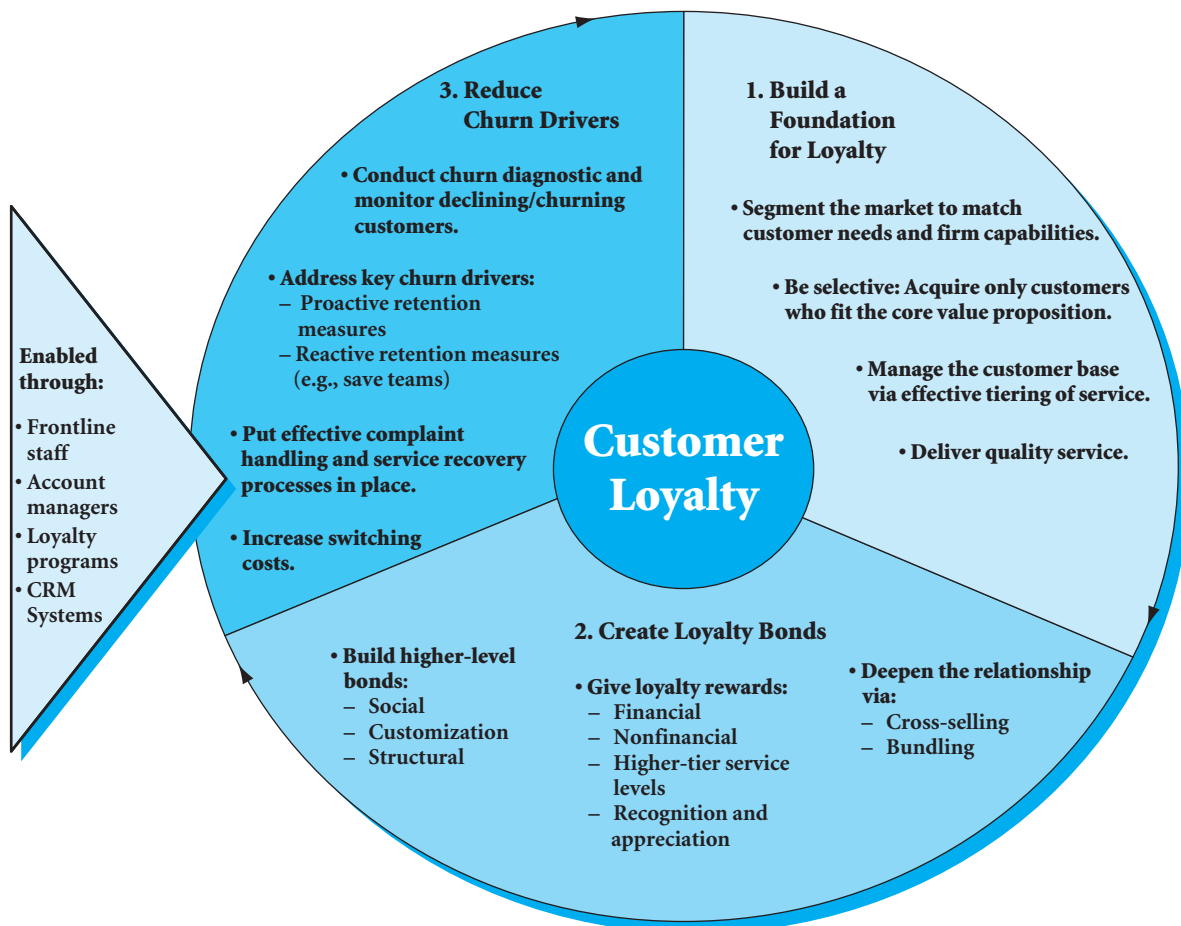 Customer
Loyalty
1. Build a
Foundation
for Loyalty
• Segment the market to match
customer needs and firm capabilities.
• Be selective: Acquire only customers
who fit the core value proposition.
• Manage the customer base
via effective tiering of service.
• Deliver quality service.
2. Create Loyalty Bonds
• Deepen the relationship
via:
– Cross-selling
– Bundling
• Give loyalty rewards:
– Financial
– Nonfinancial
– Higher-tier service
levels
– Recognition and
appreciation
• Build higher-level
bonds:
– Social
– Customization
– Structural
3. Reduce
Churn Drivers
• Conduct churn diagnostic and
monitor declining/churning
customers.
• Address key churn drivers:
– Proactive retention
measures
– Reactive retention measures
(e.g., save teams)
• Put effective complaint
handling and service recovery
processes in place.
• Increase switching
costs.
Enabled
through:
• Frontline
staff
• Account
managers
• Loyalty
programs
• CRM
Systems